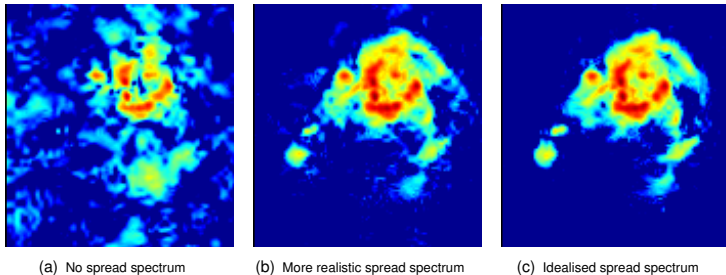 (a) No spread spectrum
(b) More realistic spread spectrum
(c) Idealised spread spectrum